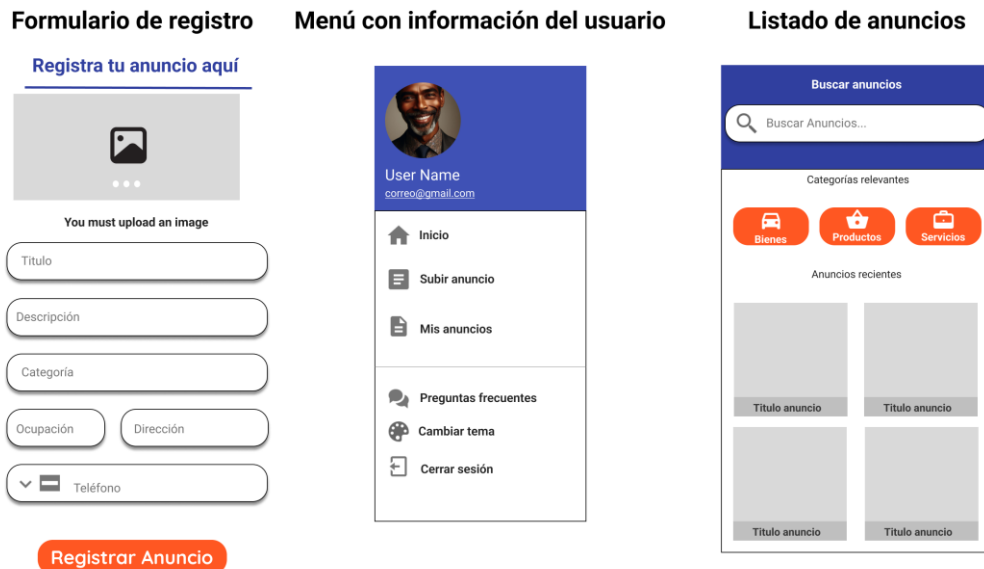 Formulario de registro
Registra tu anuncio aquí
You must upload an image
Titulo
Descripción
Categoría
Ocupación
Dirección
Teléfono
Registrar Anuncio
Menú con información del usuario
User Name
correo@gmail.com
Inicio
Subir anuncio
Mis anuncios
Preguntas frecuentes
Cambiar tema
Cerrar sesión
Listado de anuncios
Buscar anuncios
Buscar Anuncios...
Categorías relevantes
Bienes
Productos
Servicios
Anuncios recientes
Titulo anuncio
Titulo anuncio
Titulo anuncio
Titulo anuncio